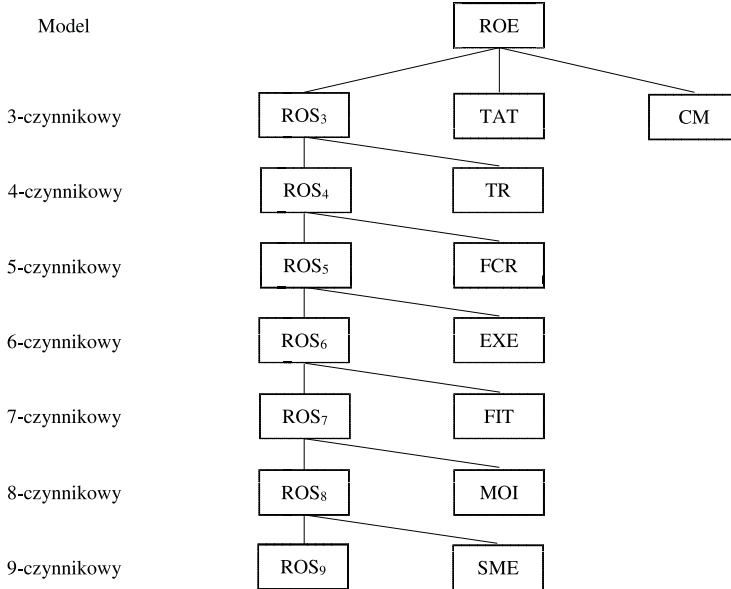 Model ROE
3-czynnikowy ROS₃ TAT CM
4-czynnikowy ROS₄ TR
5-czynnikowy ROS₅ FCR
6-czynnikowy ROS₆ EXE
7-czynnikowy ROS₇ FIT
8-czynnikowy ROS₈ MOI
9-czynnikowy ROS₉ SME